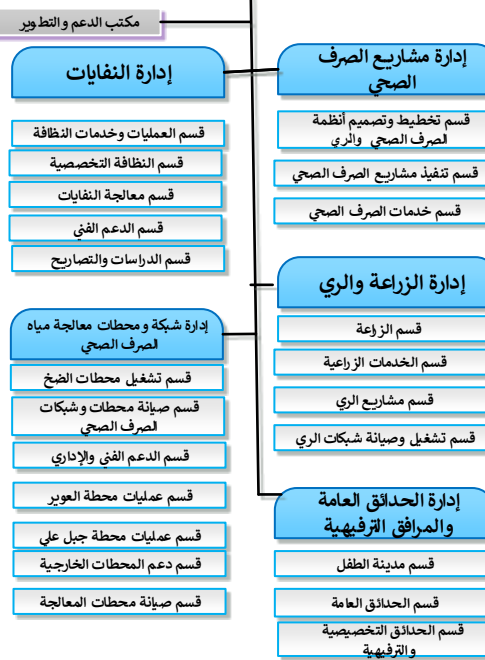 مكتب الدعم والتطوير
إدارة مشاريع الصرف
الصحي
قسم تخطيط وتصميم أنظمة
الصرف الصحي والري
قسم تنفيذ مشاريع الصرف الصحي
قسم خدمات الصرف الصحي
إدارة النفايات
قسم العمليات وخدمات النظافة
قسم النظافة التخصصية
قسم معالجة النفايات
قسم الدعم الفني
قسم الدراسات والتصاريح
إدارة الزراعة والري
قسم الزراعة
قسم الخدمات الزراعية
قسم مشاريع الري
قسم تشغيل وصيانة شبكات الري
إدارة شبكة ومحطات معالجة مياه
الصرف الصحي
قسم تشغيل محطات الضخ
قسم صيانة محطات وشبكات
الصرف الصحي
قسم الدعم الفني والإداري
قسم عمليات محطة العوير
قسم عمليات محطة جبل علي
قسم دعم المحطات الخارجية
قسم صيانة محطات المعالجة
إدارة الحدائق العامة
والمرافق الترفيهية
قسم مدينة الطفل
قسم الحدائق العامة
قسم الحدائق التخصيصية
والترفيهية